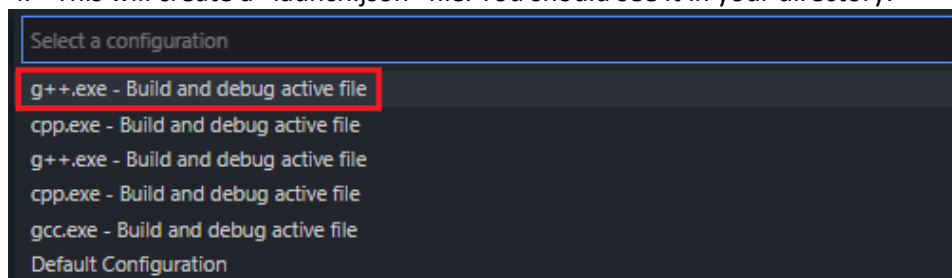 Select a configuration
g++.exe - Build and debug active file
cpp.exe - Build and debug active file
g++.exe - Build and debug active file
cpp.exe - Build and debug active file
gcc.exe - Build and debug active file
Default Configuration